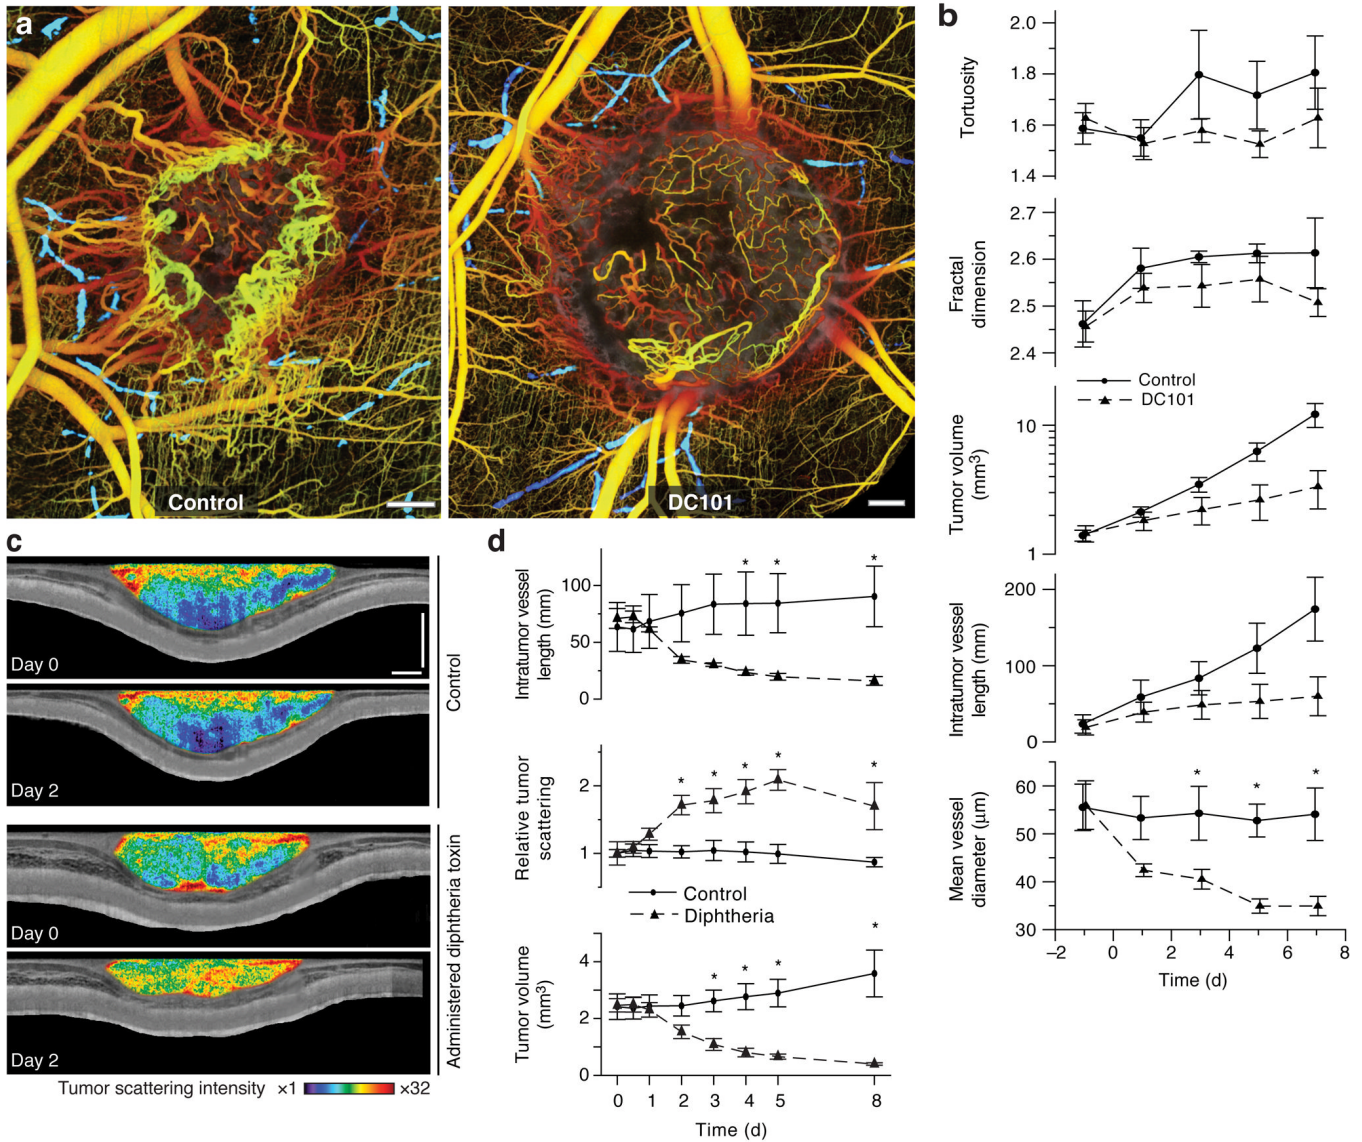 a
Control
DC101
b
2.0
1.8
1.6
1.4
Tortuosity
2.7
2.6
2.5
2.4
Fractal
dimension
Control
DC101
10
1
Tumor volume
(mm³)
200
100
0
Intratumor vessel
length (mm)
* * *
60
50
40
30
Mean vessel
diameter (μm)
−2 0 2 4 6 8
Time (d)
c
Day 0
Day 2
Control
Day 0
Day 2
Administered diphtheria toxin
Tumor scattering intensity ×1 ×32
d
* * *
100
50
0
Intratumor vessel
length (mm)
* * * * *
2
1
Relative tumor
scattering
Control
Diphtheria
* * * *
4
2
0
Tumor volume
(mm³)
0 1 2 3 4 5 8
Time (d)